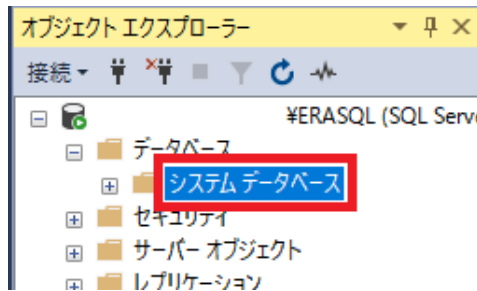 オブジェクト エクスプローラー
接続
¥ERASQL (SQL Serve
データベース
システム データベース
セキュリティ
サーバー オブジェクト
レプリケーション